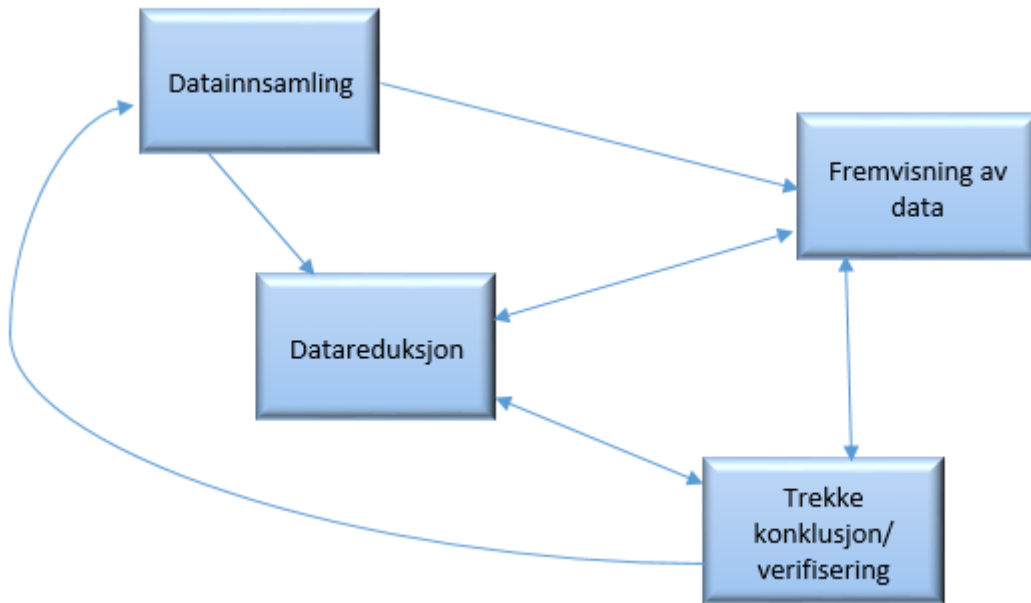 Datainnsamling
Fremvisning av
data
Datareduksjon
Trekke
konklusjon/
verifisering